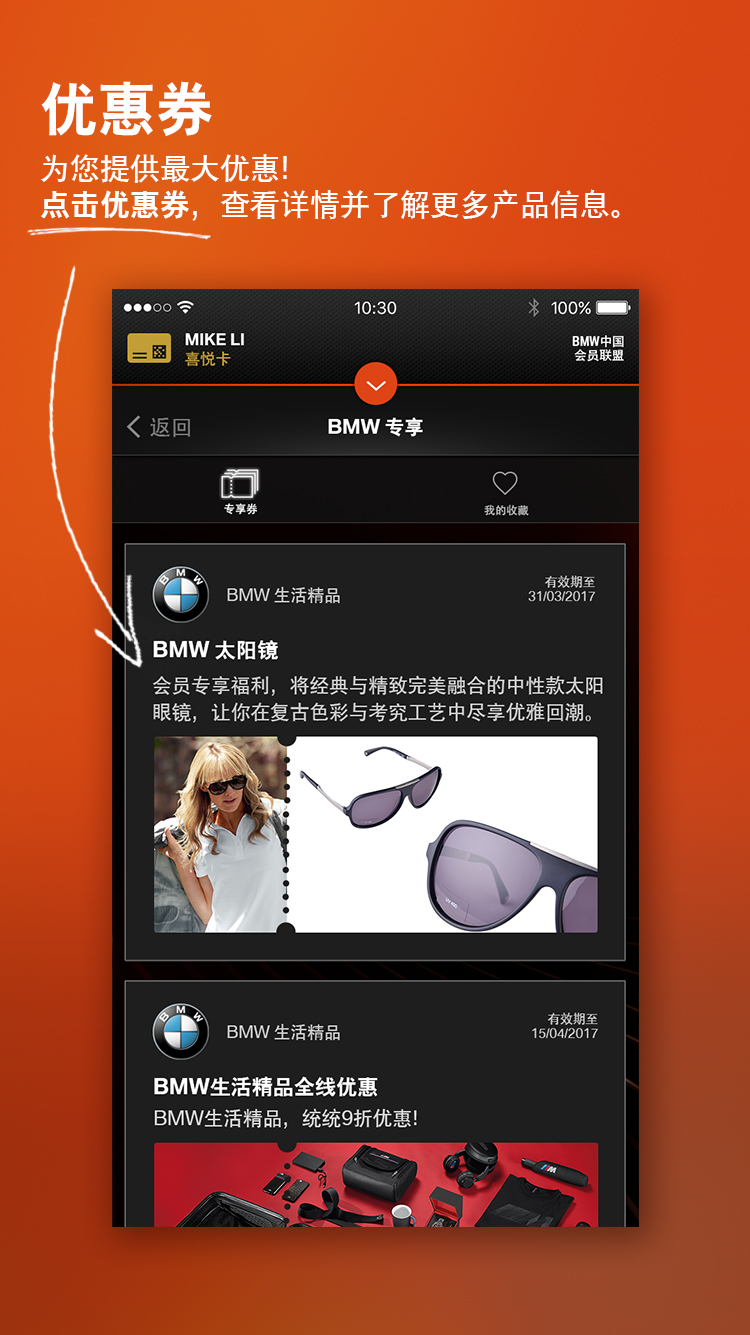 优惠券
为您提供最大优惠!
点击优惠券，查看详情并了解更多产品信息。
10:30
100%
MIKE LI
喜悦卡
BMW中国
会员联盟
返回
BMW 专享
专享券
我的收藏
BMW
BMW 生活精品
有效期至
31/03/2017
BMW 太阳镜
会员专享福利，将经典与精致完美融合的中性款太阳
眼镜，让你在复古色彩与考究工艺中尽享优雅回潮。
BMW
BMW 生活精品
有效期至
15/04/2017
BMW生活精品全线优惠
BMW生活精品，统统9折优惠!
M